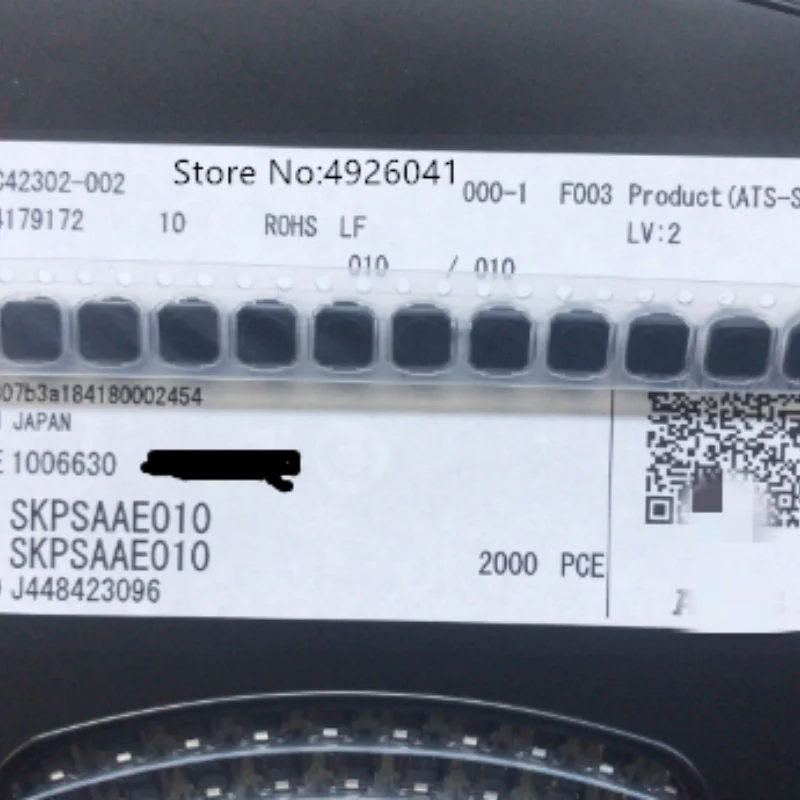 C42302-002 Store No:4926041 000-1 F003 Product(ATS-S
4179172 10 ROHS LF LV:2
010 / 010
807b3a184180002454
JAPAN
E 1006630
SKPSAAE010
SKPSAAE010
2000 PCE
J448423096